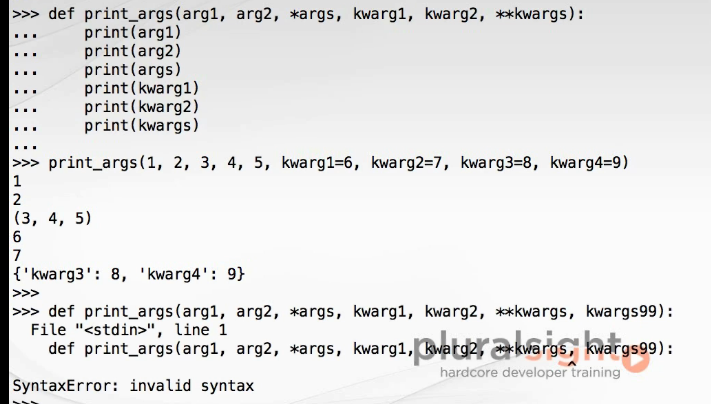 >>> def print_args(arg1, arg2, *args, kwarg1, kwarg2, **kwargs):
...     print(arg1)
...     print(arg2)
...     print(args)
...     print(kwarg1)
...     print(kwarg2)
...     print(kwargs)
...
>>> print_args(1, 2, 3, 4, 5, kwarg1=6, kwarg2=7, kwarg3=8, kwarg4=9)
1
2
(3, 4, 5)
6
7
{'kwarg3': 8, 'kwarg4': 9}
>>>
>>> def print_args(arg1, arg2, *args, kwarg1, kwarg2, **kwargs, kwargs99):
  File "<stdin>", line 1
    def print_args(arg1, arg2, *args, kwarg1, kwarg2, **kwargs, kwargs99):
                                                              ^
SyntaxError: invalid syntax
>>>
pluralsight
hardcore developer training